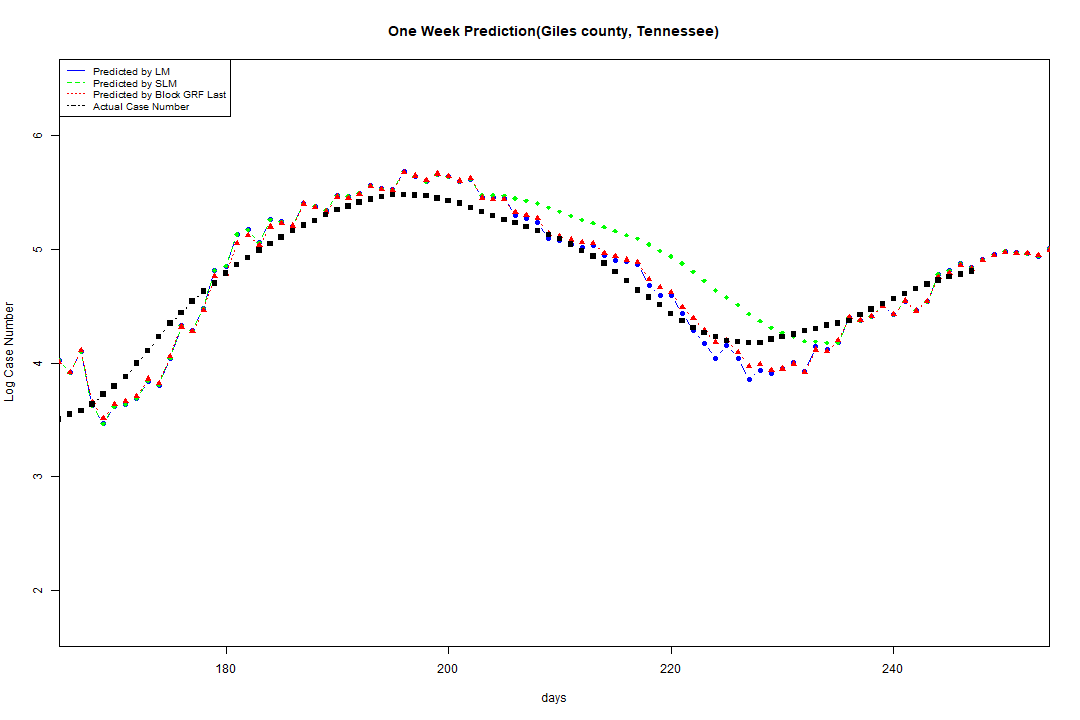 One Week Prediction(Giles county, Tennessee)
Predicted by LM
Predicted by SLM
Predicted by Block GRF Last
Actual Case Number
6
5
4
3
2
Log Case Number
180 200 220 240
days